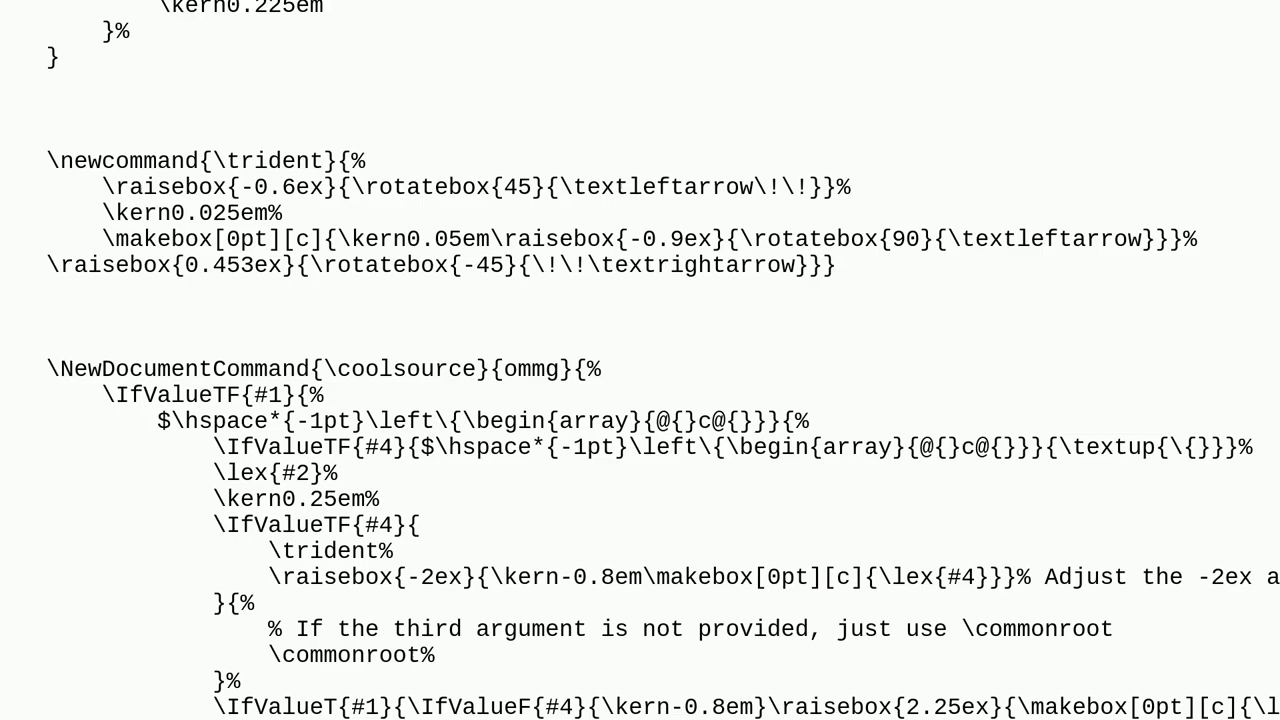 \kern0.225em
}%
}
\newcommand{\trident}{%
\raisebox{-0.6ex}{\rotatebox{45}{\textleftarrow\!\!}}%
\kern0.025em%
\makebox[0pt][c]{\kern0.05em\raisebox{-0.9ex}{\rotatebox{90}{\textleftarrow}}}%
\raisebox{0.453ex}{\rotatebox{-45}{\!\!\textrightarrow}}}
\NewDocumentCommand{\coolsource}{ommg}{%
\IfValueTF{#1}{%
$\hspace*{-1pt}\left\{\begin{array}{@{}c@{}}}{%
\IfValueTF{#4}{$\hspace*{-1pt}\left\{\begin{array}{@{}c@{}}}{\textup{\{}}}%
\lex{#2}%
\kern0.25em%
\IfValueTF{#4}{
\trident%
\raisebox{-2ex}{\kern-0.8em\makebox[0pt][c]{\lex{#4}}}% Adjust the -2ex a
}{%
% If the third argument is not provided, just use \commonroot
\commonroot%
}%
\IfValueT{#1}{\IfValueF{#4}{\kern-0.8em}\raisebox{2.25ex}{\makebox[0pt][c]{\l